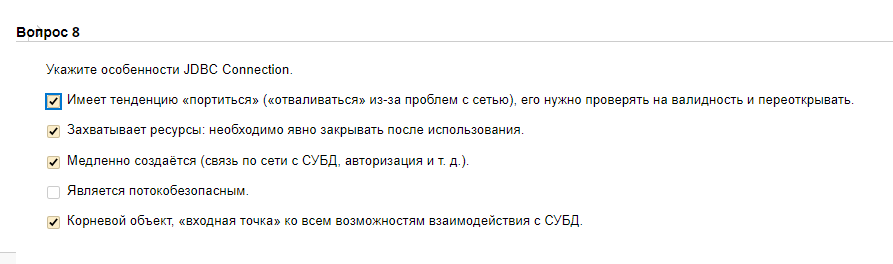 Вопрос 8
Укажите особенности JDBC Connection.
Имеет тенденцию «портиться» («отваливаться» из-за проблем с сетью), его нужно проверять на валидность и переоткрывать.
Захватывает ресурсы: необходимо явно закрывать после использования.
Медленно создаётся (связь по сети с СУБД, авторизация и т. д.).
Является потокобезопасным.
Корневой объект, «входная точка» ко всем возможностям взаимодействия с СУБД.